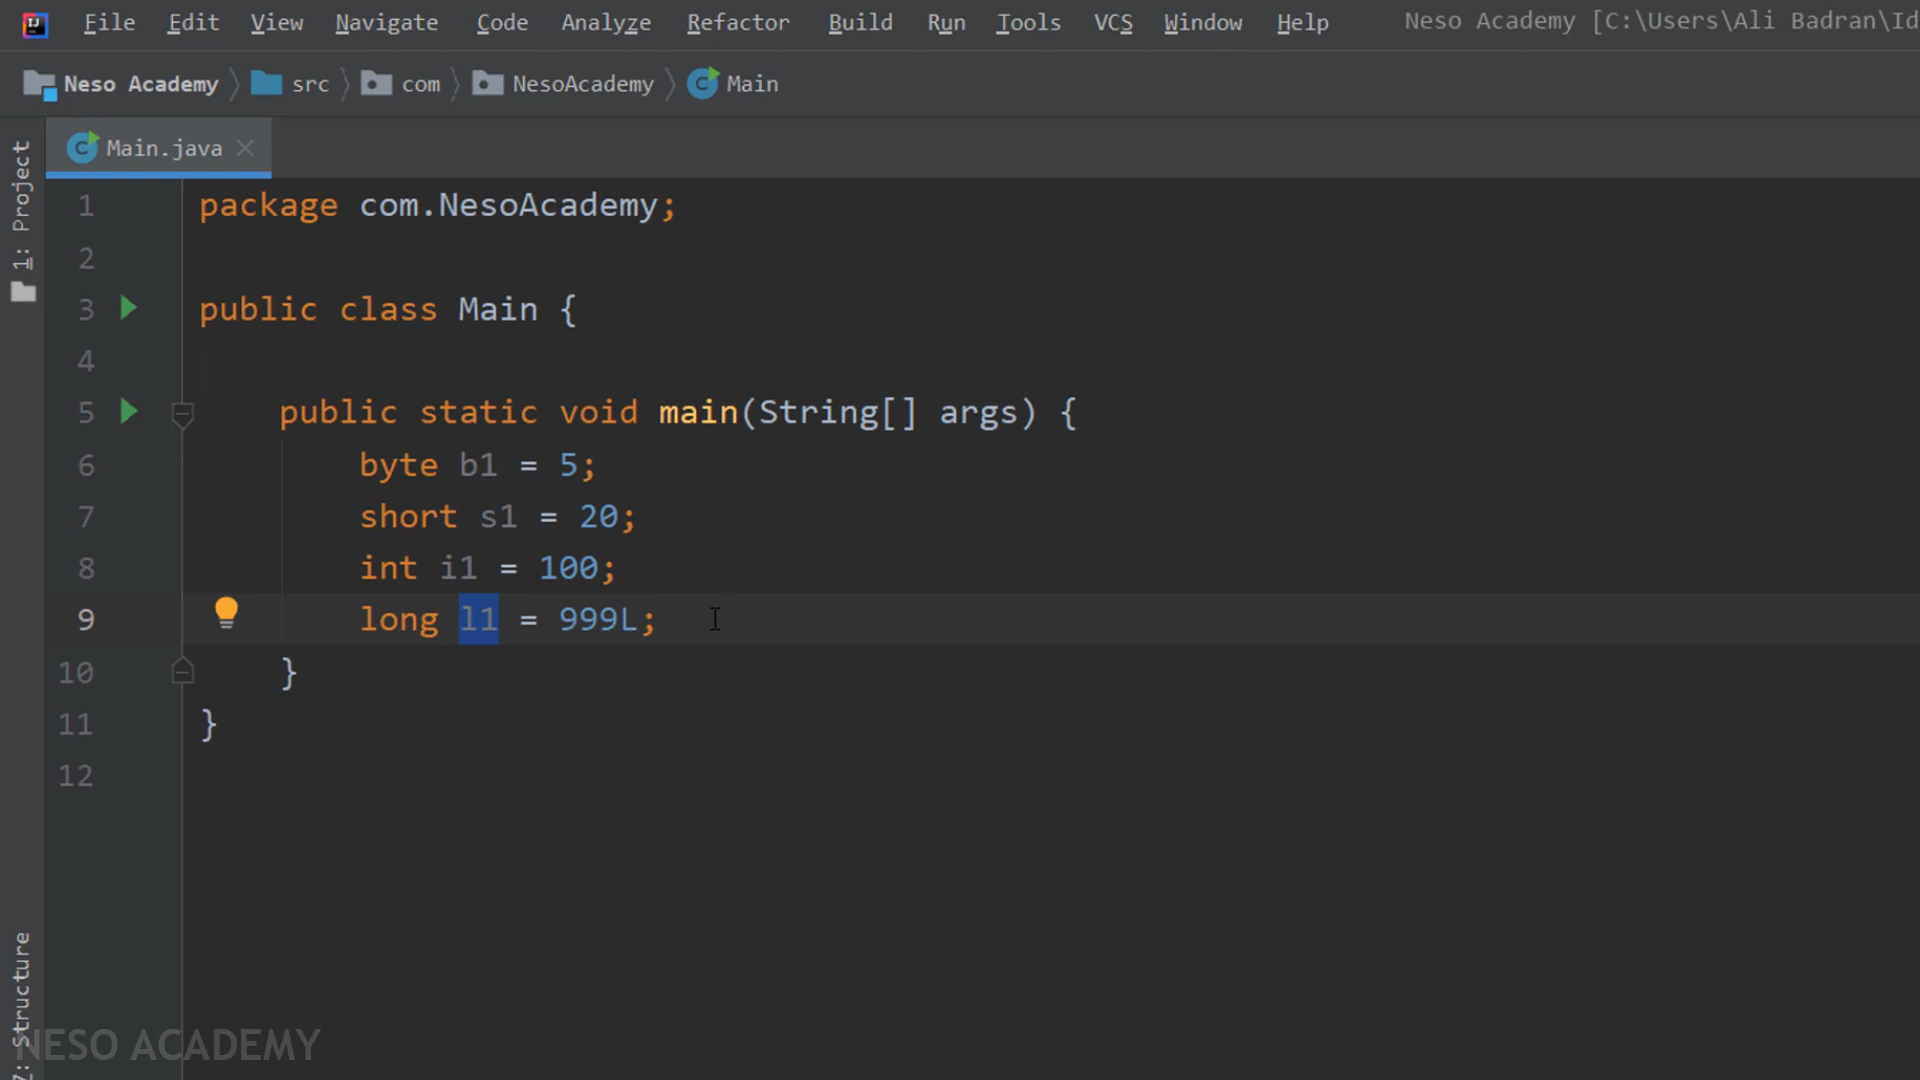 File Edit View Navigate Code Analyze Refactor Build Run Tools VCS Window Help Neso Academy [C:\Users\Ali Badran\Id
Neso Academy src com NesoAcademy Main
Main.java
1: Project
1 package com.NesoAcademy;
2
3 public class Main {
4
5 public static void main(String[] args) {
6 byte b1 = 5;
7 short s1 = 20;
8 int i1 = 100;
9 long l1 = 999L;
10 }
11 }
12
7: Structure
NESO ACADEMY